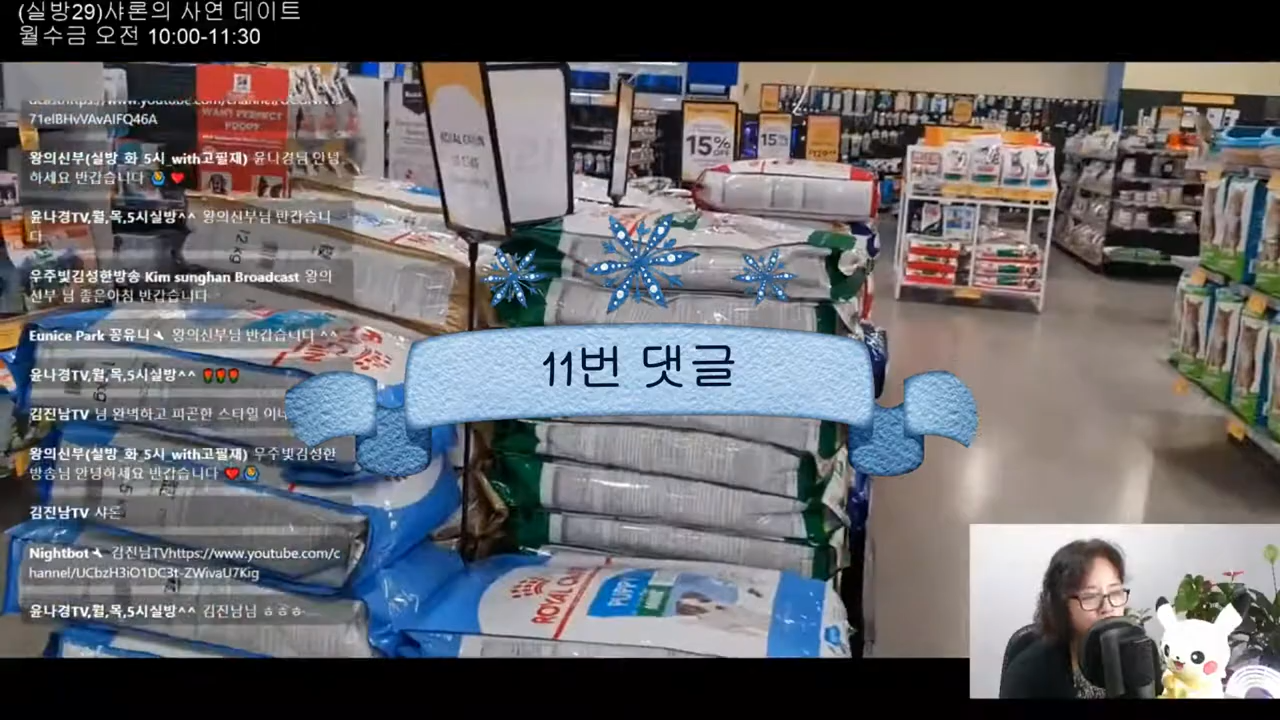 (실방29)샤론의 사연 데이트
월수금 오전 10:00-11:30
71elBHvVAvAIFQ46A
왕의신부(실방_화_5시_with고필재) 윤나경님 안녕
하세요 반갑습니다
윤나경TV,월,목,5시실방^^ 왕의신부님 반갑습니
다
우주빛김성한방송 Kim sunghan Broadcast 왕의
신부 님 좋은아침 반갑습니다
Eunice Park 꽁유니 왕의신부님 반갑습니다 ^^
윤나경TV,월,목,5시실방^^
김진남TV 님 완벽하고 피곤한 스타일 이네
왕의신부(실방_화_5시_with고필재) 우주빛김성한
방송님 안녕하세요 반갑습니다
김진남TV 샤론
Nightbot 김진남TVhttps://www.youtube.com/c
hannel/UCbzH3iO1DC3t-ZWivaU7Kig
윤나경TV,월,목,5시실방^^ 김진남님 ㅎㅎㅎ
11번 댓글
15%
15%
12kg
ROYAL CANIN
PUPPY